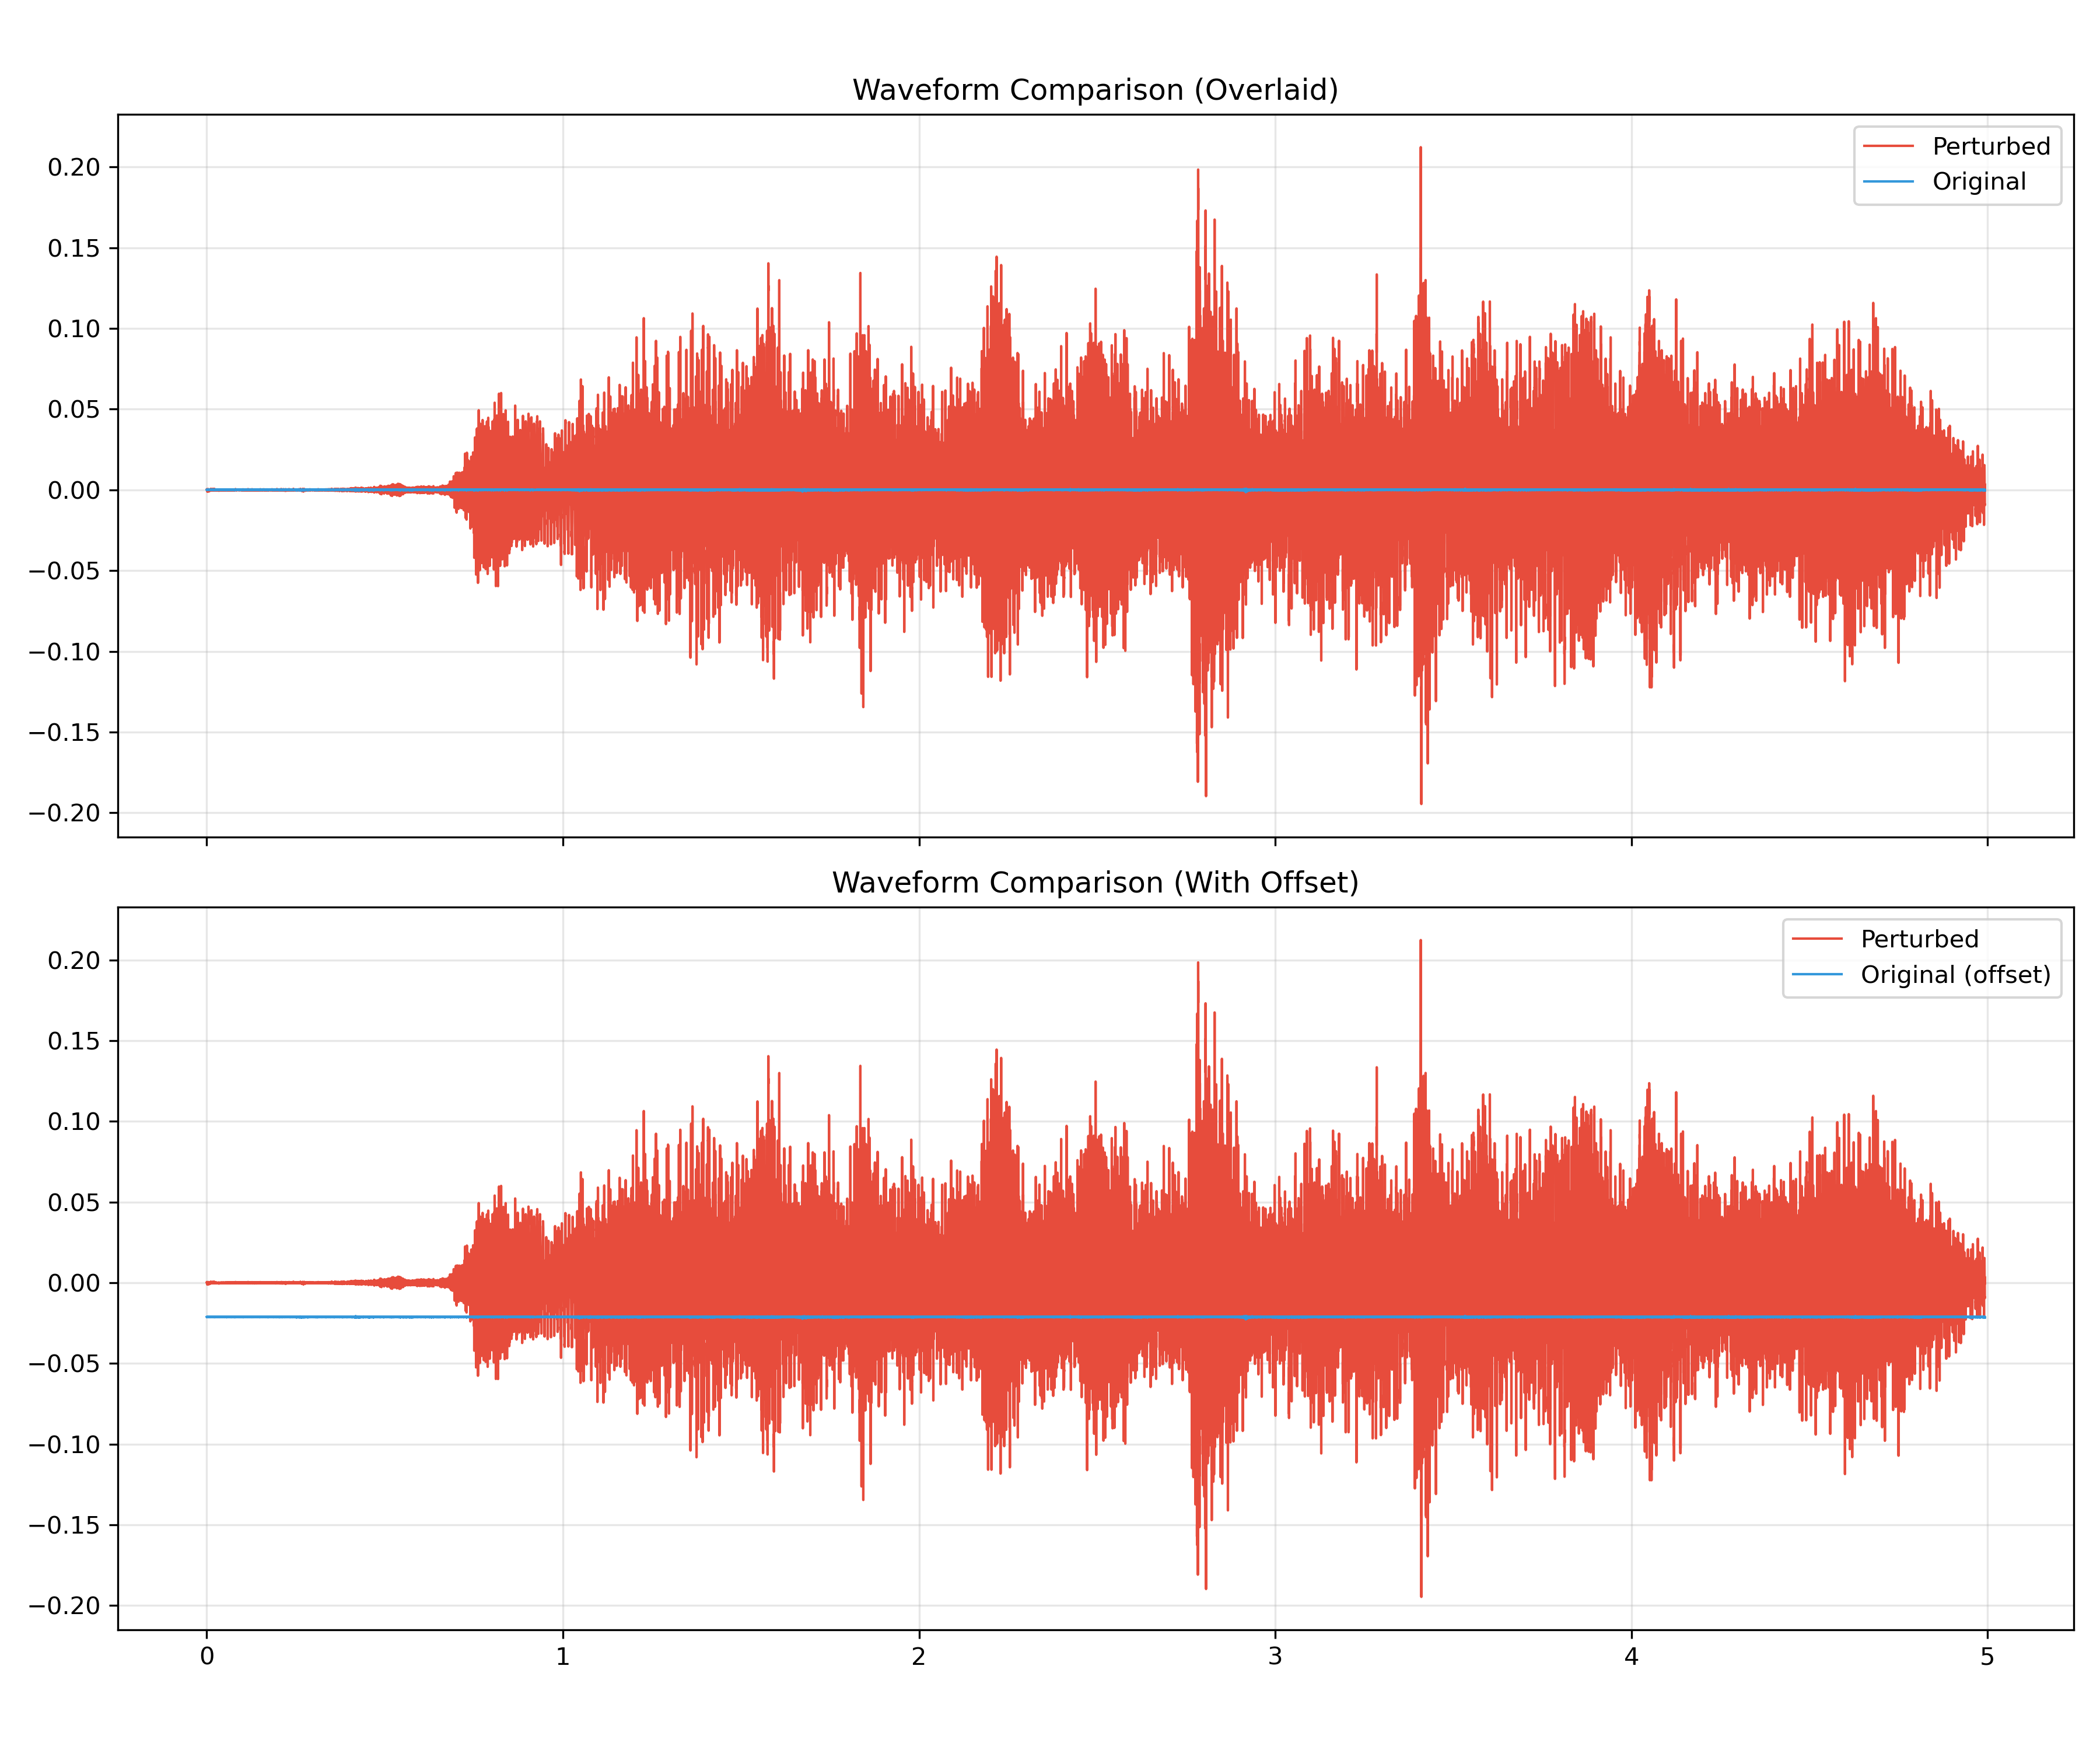 Waveform Comparison (Overlaid)
Perturbed
Original
0.20
0.15
0.10
0.05
0.00
−0.05
−0.10
−0.15
−0.20
Waveform Comparison (With Offset)
Perturbed
Original (offset)
0.20
0.15
0.10
0.05
0.00
−0.05
−0.10
−0.15
−0.20
0 1 2 3 4 5